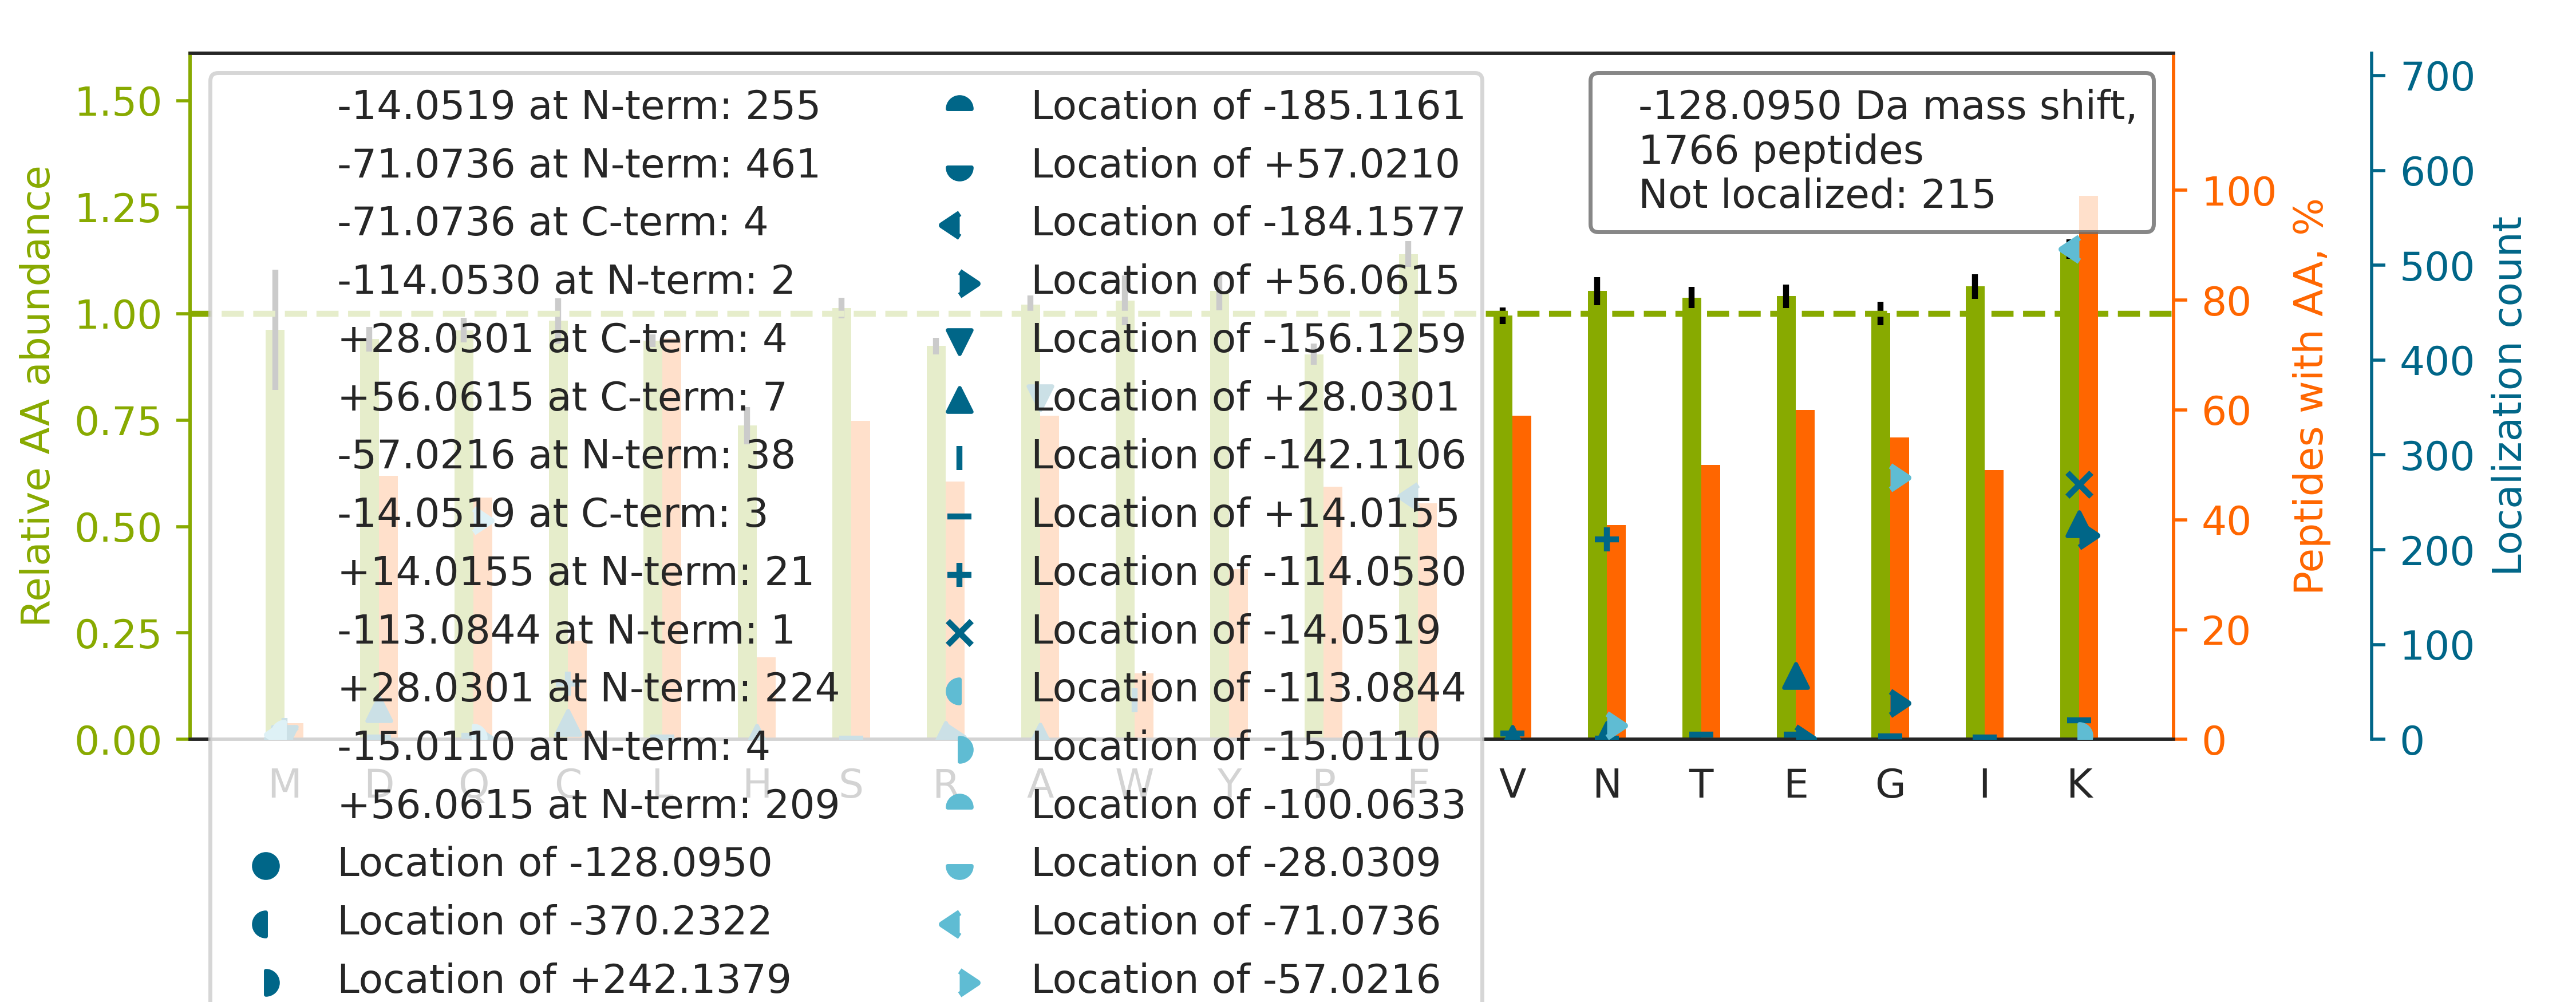 Relative AA abundance
1.50
1.25
1.00
0.75
0.50
0.25
0.00
-14.0519 at N-term: 255
-71.0736 at N-term: 461
-71.0736 at C-term: 4
-114.0530 at N-term: 2
+28.0301 at C-term: 4
+56.0615 at C-term: 7
-57.0216 at N-term: 38
-14.0519 at C-term: 3
+14.0155 at N-term: 21
-113.0844 at N-term: 1
+28.0301 at N-term: 224
-15.0110 at N-term: 4
+56.0615 at N-term: 209
Location of -128.0950
Location of -370.2322
Location of +242.1379
Location of -185.1161
Location of +57.0210
Location of -184.1577
Location of +56.0615
Location of -156.1259
Location of +28.0301
Location of -142.1106
Location of +14.0155
Location of -114.0530
Location of -14.0519
Location of -113.0844
Location of -15.0110
Location of -100.0633
Location of -28.0309
Location of -71.0736
Location of -57.0216
-128.0950 Da mass shift,
1766 peptides
Not localized: 215
M D Q C L H S R A W Y P F V N T E G I K
100
80
60
40
20
0
Peptides with AA, %
700
600
500
400
300
200
100
0
Localization count